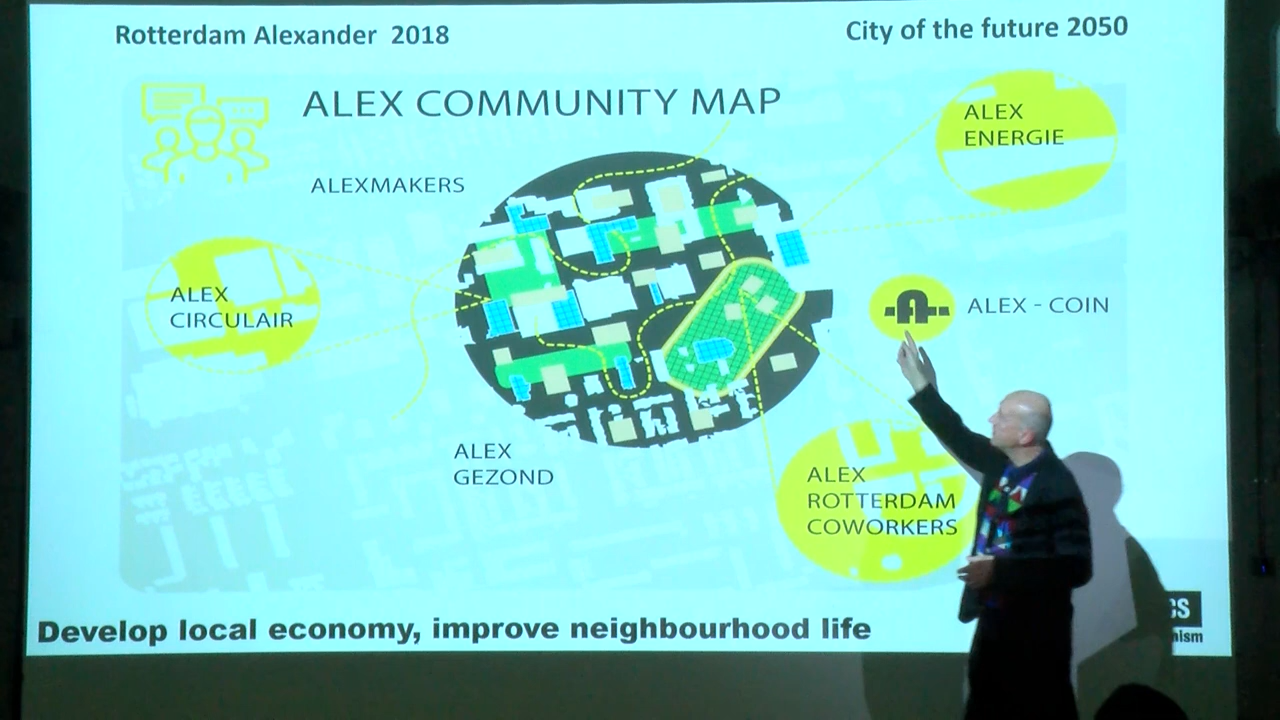 Rotterdam Alexander 2018
City of the future 2050
ALEX COMMUNITY MAP
ALEX
ENERGIE
ALEXMAKERS
ALEX
CIRCULAIR
ALEX - COIN
ALEX
GEZOND
ALEX
ROTTERDAM
COWORKERS
Develop local economy, improve neighbourhood life